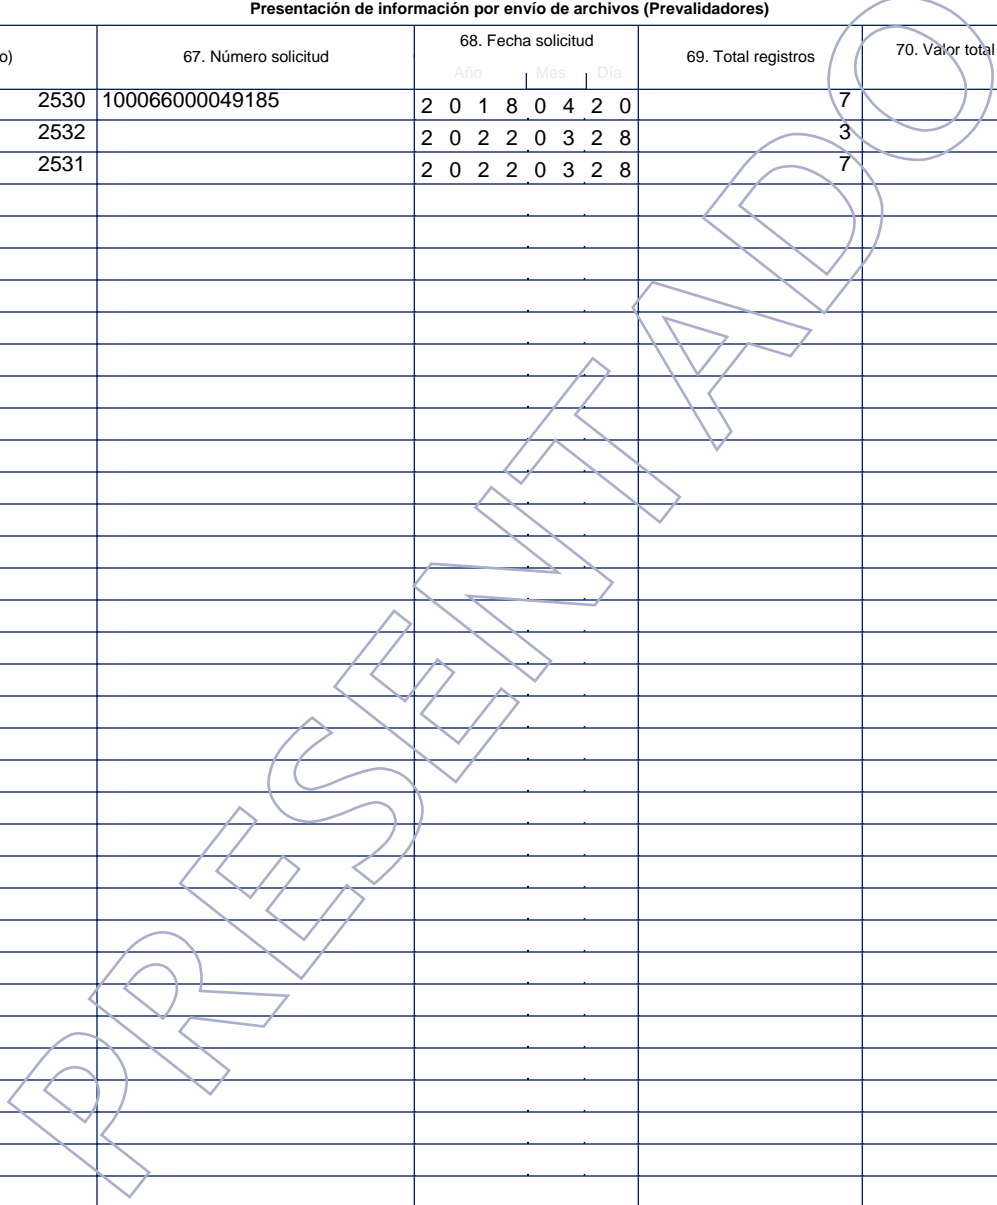 Presentación de información por envío de archivos (Prevalidadores)
o) 67. Número solicitud 68. Fecha solicitud 69. Total registros 70. Valor total
Año Mes Día
2530 100066000049185 2 0 1 8 0 4 2 0 7
2532 2 0 2 2 0 3 2 8 3
2531 2 0 2 2 0 3 2 8 7
PRESENTADO